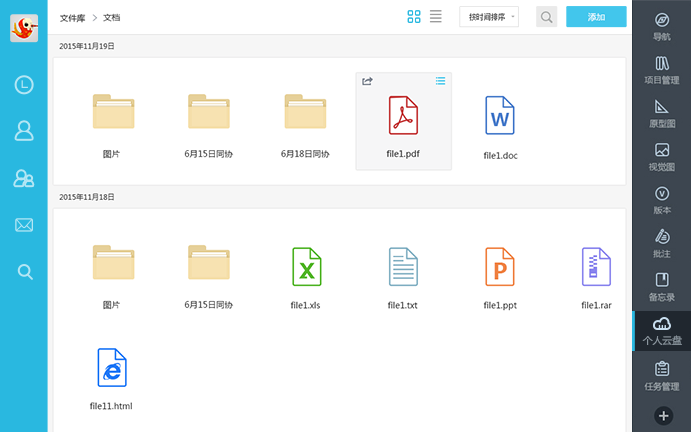 文件库 > 文档
按时间排序
添加
2015年11月19日
图片
6月15日同协
6月18日同协
file1.pdf
file1.doc
2015年11月18日
图片
6月15日同协
file1.xls
file1.txt
file1.ppt
file1.rar
file11.html
导航
项目管理
原型图
视觉图
版本
批注
备忘录
个人云盘
任务管理